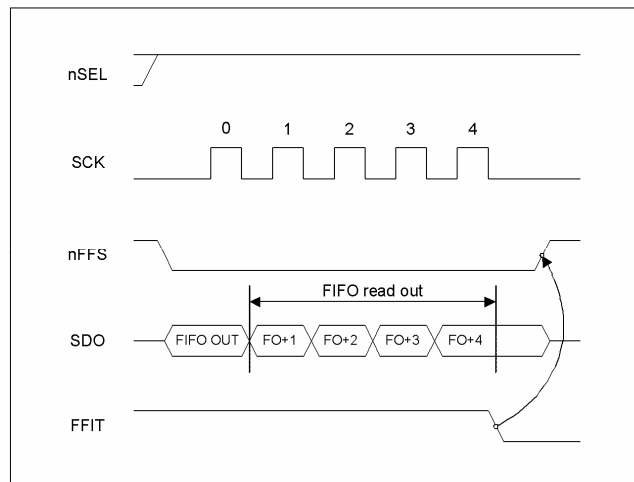 nSEL
0 1 2 3 4
SCK
nFFS
FIFO read out
SDO FIFO OUT FO+1 FO+2 FO+3 FO+4
FFIT